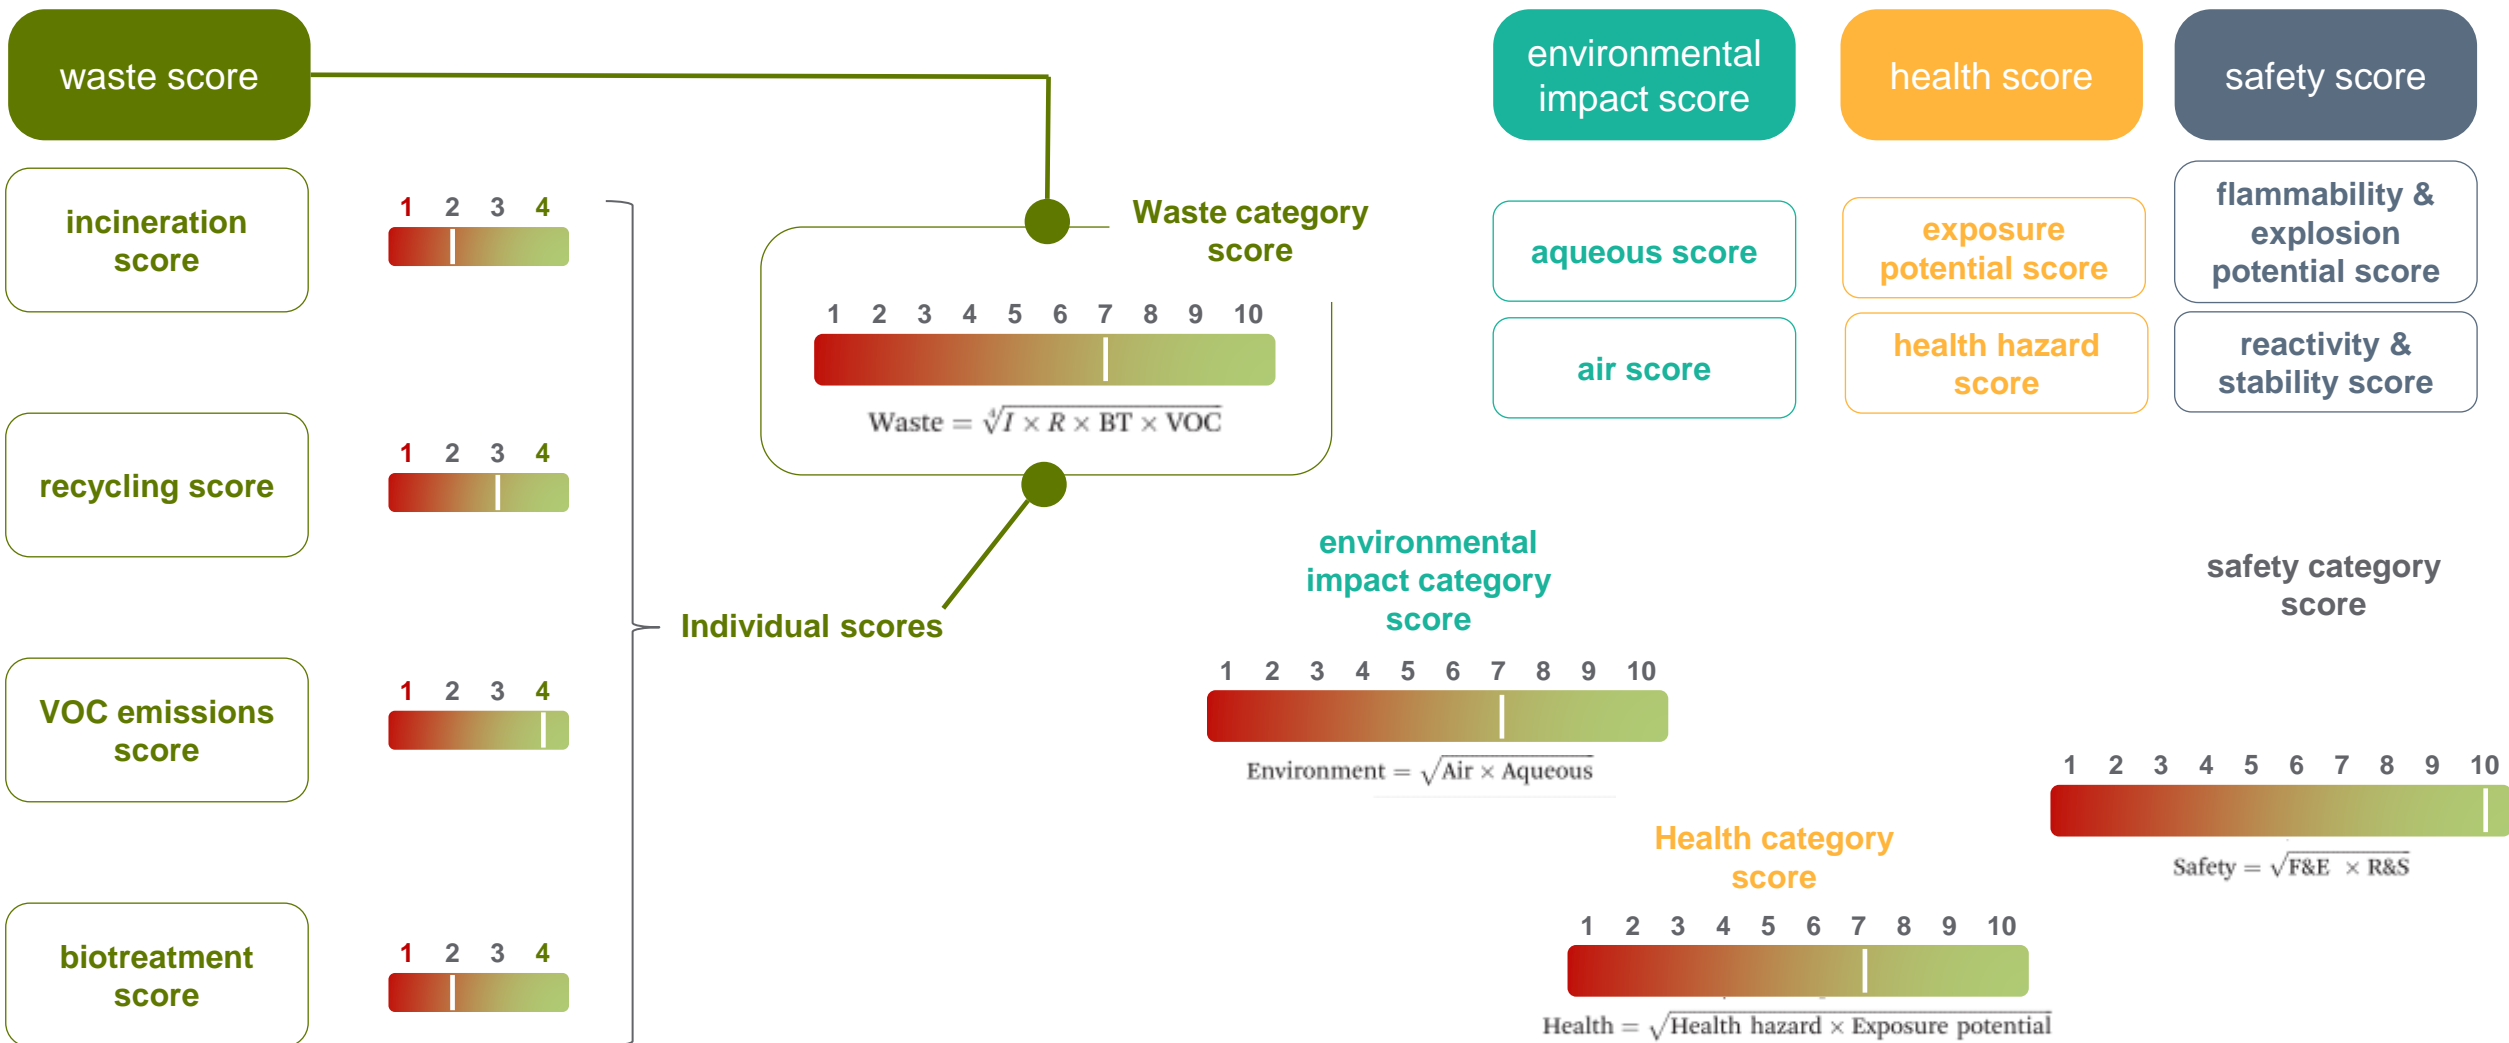 waste score
incineration
score
1 2 3 4
recycling score
1 2 3 4
VOC emissions
score
1 2 3 4
biotreatment
score
1 2 3 4
Individual scores
Waste category
score
1 2 3 4 5 6 7 8 9 10
Waste = ∜I × R × BT × VOC
environmental
impact score
aqueous score
air score
health score
exposure
potential score
health hazard
score
safety score
flammability &
explosion
potential score
reactivity &
stability score
environmental
impact category
score
1 2 3 4 5 6 7 8 9 10
Environment = √Air × Aqueous
Health category
score
1 2 3 4 5 6 7 8 9 10
Health = √Health hazard × Exposure potential
safety category
score
1 2 3 4 5 6 7 8 9 10
Safety = √F&E × R&S